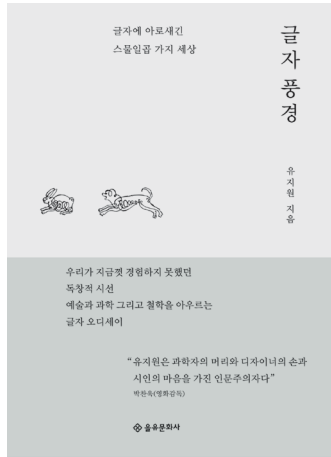 글자에 아로새긴
스물일곱 가지 세상
글자 풍경
유지원 지음
우리가 지금껏 경험하지 못했던
독창적 시선
예술과 과학 그리고 철학을 아우르는
글자 오디세이
“유지원은 과학자의 머리와 디자이너의 손과
시인의 마음을 가진 인문주의자다”
박찬욱(영화감독)
을유문화사